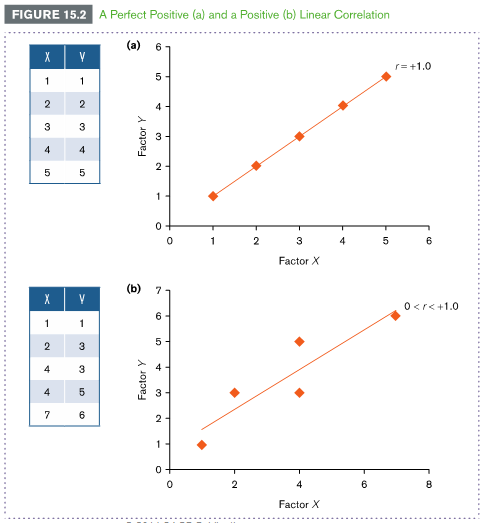 FIGURE 15.2 A Perfect Positive (a) and a Positive (b) Linear Correlation
X V
1 1
2 2
3 3
4 4
5 5
(a)
6
5
4
3
2
1
0
Factor Y
r = +1.0
0 1 2 3 4 5 6
Factor X
X V
1 1
2 3
4 3
4 5
7 6
(b)
7
6
5
4
3
2
1
0
Factor Y
0 < r < +1.0
0 2 4 6 8
Factor X